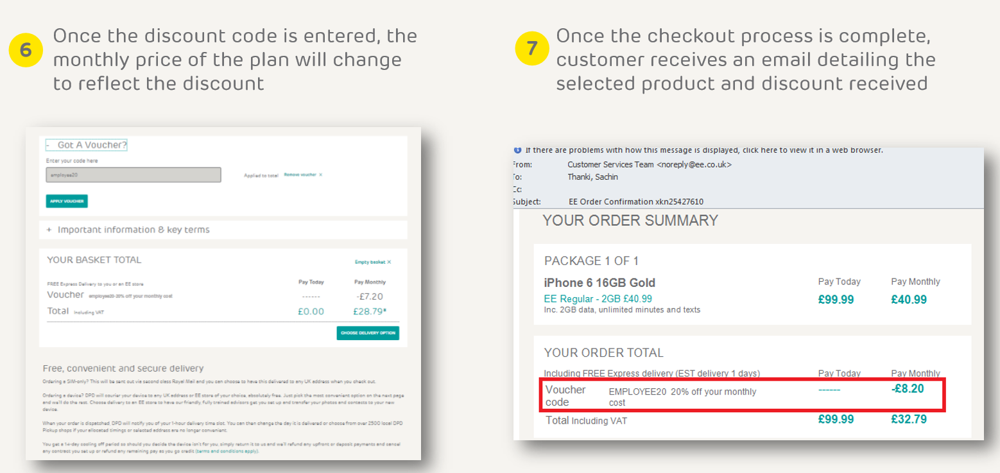 6
Once the discount code is entered, the
monthly price of the plan will change
to reflect the discount
- Got A Voucher?
Enter your code here
employee20
Applied to total Remove voucher X
APPLY VOUCHER
+ Important information & key terms
YOUR BASKET TOTAL
Empty basket X
FREE Express Delivery to you or an EE store Pay Today Pay Monthly
Voucher employee20-20% off your monthly cost ------ -£7.20
Total Including VAT £0.00 £28.79*
CHOOSE DELIVERY OPTION
Free, convenient and secure delivery
Ordering a SIM-only? This will be sent out via second class Royal Mail and you can choose to have this delivered to any UK address when you check out.
Ordering a device? DPD will courier your device to any UK address or EE store of your choice, absolutely free. Just pick the most convenient option on the next page
and we'll do the rest. Choose delivery to an EE store to have our friendly, fully trained advisors get you set up and transfer your photos and contacts to your new
device.
When your order is dispatched, DPD will notify you of your 1-hour delivery time slot. You can then change the day it is delivered or choose from over 2500 local DPD
Pickup shops if your allocated timings or selected address are no longer convenient.
You get a 14-day cooling off period so should you decide the device isn't for you, simply return it to us and we'll refund any upfront or deposit payments and cancel
any contract you set up or refund any remaining pay as you go credit (terms and conditions apply).
7
Once the checkout process is complete,
customer receives an email detailing the
selected product and discount received
If there are problems with how this message is displayed, click here to view it in a web browser.
From: Customer Services Team <noreply@ee.co.uk>
To: Thanki, Sachin
Cc:
Subject: EE Order Confirmation xkn25427610
YOUR ORDER SUMMARY
PACKAGE 1 OF 1
iPhone 6 16GB Gold Pay Today Pay Monthly
EE Regular - 2GB £40.99 £99.99 £40.99
Inc. 2GB data, unlimited minutes and texts
YOUR ORDER TOTAL
Including FREE Express delivery (EST delivery 1 days) Pay Today Pay Monthly
Voucher EMPLOYEE20 20% off your monthly ------ -£8.20
code cost
Total Including VAT £99.99 £32.79